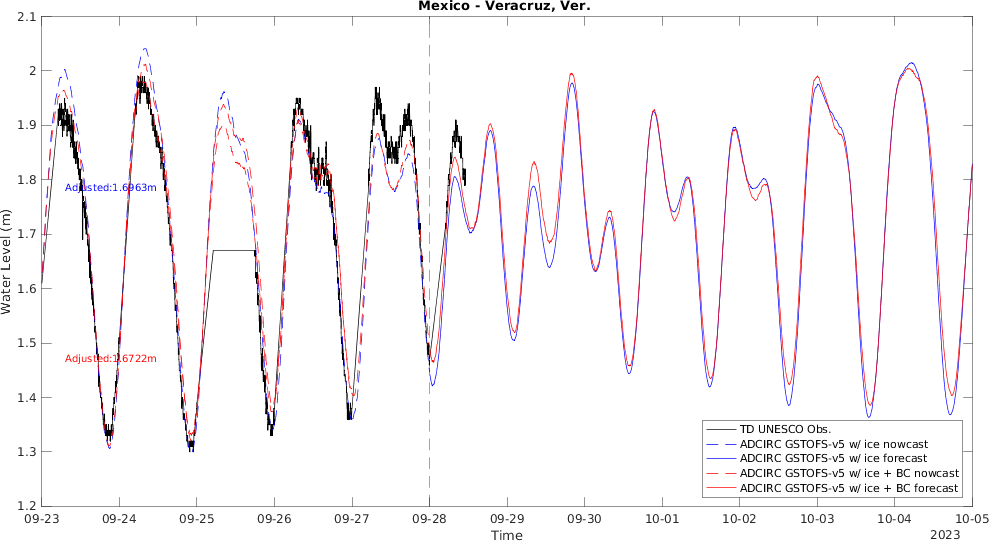 Mexico - Veracruz, Ver.
2.1
2
1.9
1.8
1.7
1.6
1.5
1.4
1.3
1.2
Water Level (m)
Adjusted:1.6963m
Adjusted:1.6722m
TD UNESCO Obs.
ADCIRC GSTOFS-v5 w/ ice nowcast
ADCIRC GSTOFS-v5 w/ ice forecast
ADCIRC GSTOFS-v5 w/ ice + BC nowcast
ADCIRC GSTOFS-v5 w/ ice + BC forecast
09-23 09-24 09-25 09-26 09-27 09-28 09-29 09-30 10-01 10-02 10-03 10-04 10-05
Time
2023